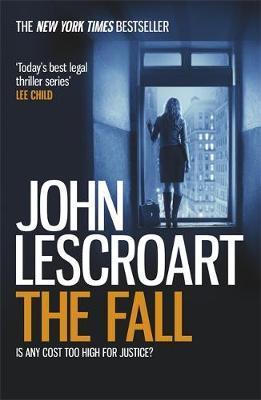 THE NEW YORK TIMES BESTSELLER
‘Today’s best legal
thriller series’
LEE CHILD
JOHN
LESCROART
THE FALL
IS ANY COST TOO HIGH FOR JUSTICE?